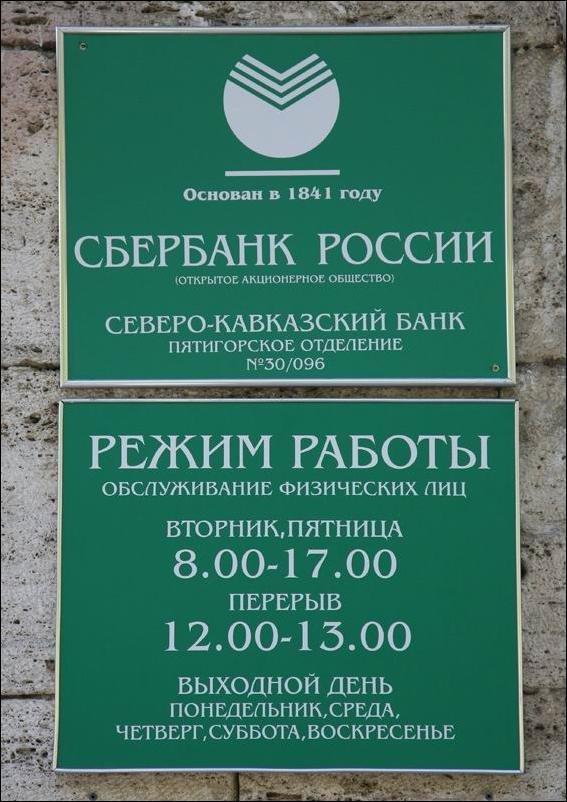 Основан в 1841 году
СБЕРБАНК РОССИИ
(ОТКРЫТОЕ АКЦИОНЕРНОЕ ОБЩЕСТВО)
СЕВЕРО-КАВКАЗСКИЙ БАНК
ПЯТИГОРСКОЕ ОТДЕЛЕНИЕ
№30/096
РЕЖИМ РАБОТЫ
ОБСЛУЖИВАНИЕ ФИЗИЧЕСКИХ ЛИЦ
ВТОРНИК,ПЯТНИЦА
8.00-17.00
ПЕРЕРЫВ
12.00-13.00
ВЫХОДНОЙ ДЕНЬ
ПОНЕДЕЛЬНИК,СРЕДА,
ЧЕТВЕРГ,СУББОТА,ВОСКРЕСЕНЬЕ